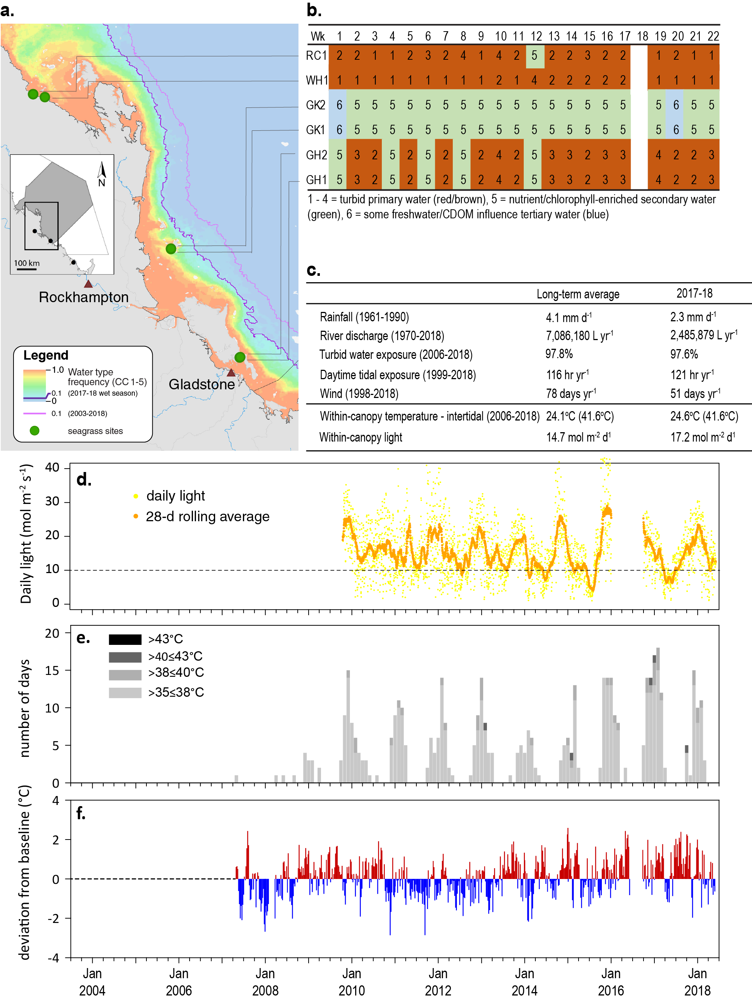 a.
N
100 km
Rockhampton
Gladstone
Legend
1.0 Water type
frequency (CC 1-5)
0.1 (2017-18 wet season)
0
0.1 (2003-2018)
seagrass sites
b.
Wk 1 2 3 4 5 6 7 8 9 10 11 12 13 14 15 16 17 18 19 20 21 22
RC1 2 2 1 1 2 3 2 4 1 4 2 5 2 2 3 2 2 1 2 1 1
WH1 1 1 1 1 1 1 1 1 1 2 1 4 2 2 2 2 2 1 1 1 1
GK2 6 5 5 5 5 5 5 5 5 5 5 5 5 5 5 5 5 5 6 5 5
GK1 6 5 5 5 5 5 5 5 5 5 5 5 5 5 5 5 5 5 6 5 5
GH2 5 3 2 5 2 5 2 5 2 4 2 5 3 3 2 3 3 4 2 2 3
GH1 5 3 2 5 2 5 2 5 2 4 2 5 3 3 2 3 3 4 2 2 3
1 - 4 = turbid primary water (red/brown), 5 = nutrient/chlorophyll-enriched secondary water
(green), 6 = some freshwater/CDOM influence tertiary water (blue)
c.
Long-term average 2017-18
Rainfall (1961-1990) 4.1 mm d-1 2.3 mm d-1
River discharge (1970-2018) 7,086,180 L yr-1 2,485,879 L yr-1
Turbid water exposure (2006-2018) 97.8% 97.6%
Daytime tidal exposure (1999-2018) 116 hr yr-1 121 hr yr-1
Wind (1998-2018) 78 days yr-1 51 days yr-1
Within-canopy temperature - intertidal (2006-2018) 24.1ºC (41.6ºC) 24.6ºC (41.6ºC)
Within-canopy light 14.7 mol m-2 d1 17.2 mol m-2 d1
d.
Daily light (mol m-2 s-1)
40
30
20
10
0
daily light
28-d rolling average
e.
number of days
20
15
10
5
0
>43°C
>40≤43°C
>38≤40°C
>35≤38°C
f.
deviation from baseline (°C)
4
2
0
-2
-4
Jan Jan Jan Jan Jan Jan Jan Jan
2004 2006 2008 2010 2012 2014 2016 2018